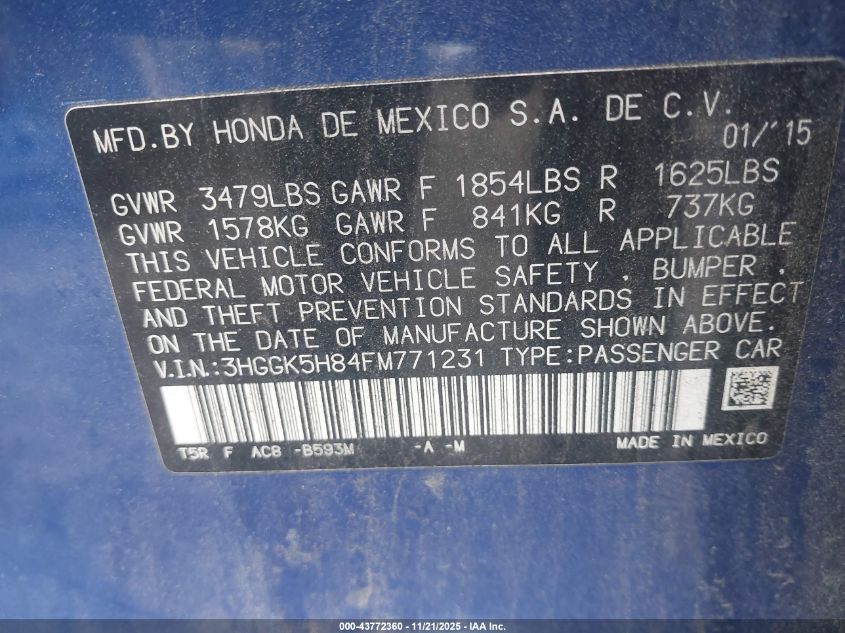 MFD.BY HONDA DE MEXICO S.A. DE C.V.
01/'15
GVWR 3479LBS GAWR F 1854LBS R 1625LBS
GVWR 1578KG GAWR F 841KG R 737KG
THIS VEHICLE CONFORMS TO ALL APPLICABLE
FEDERAL MOTOR VEHICLE SAFETY , BUMPER ,
AND THEFT PREVENTION STANDARDS IN EFFECT
ON THE DATE OF MANUFACTURE SHOWN ABOVE.
V.I.N.:3HGGK5H84FM771231 TYPE:PASSENGER CAR
T5R F AC8 -B593M -A -M MADE IN MEXICO
000-43772360 - 11/21/2025 - IAA Inc.